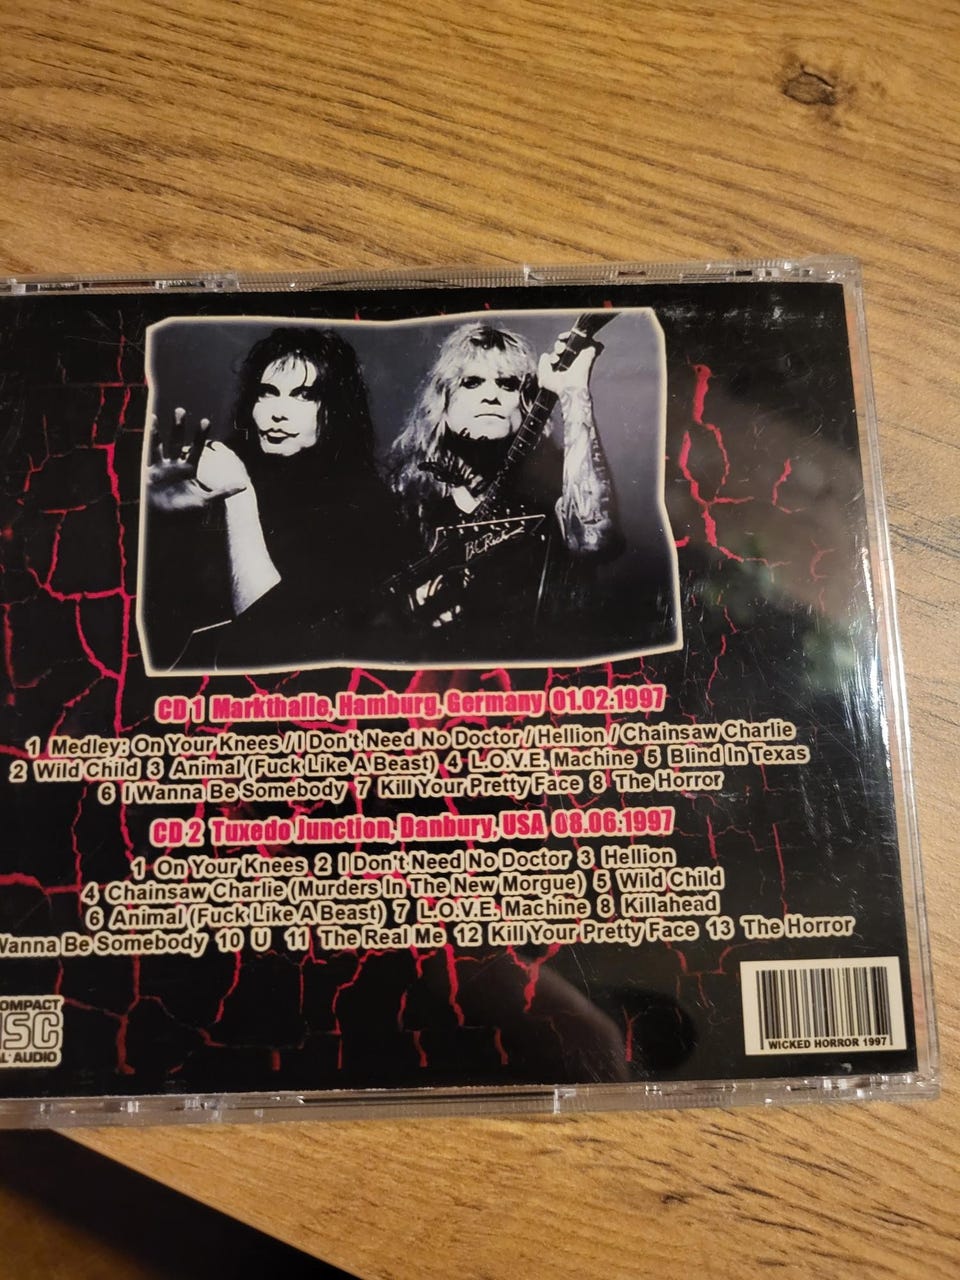 B.C. Rich
CD 1 Markthalle, Hamburg, Germany 01.02.1997
1 Medley: On Your Knees / I Don't Need No Doctor / Hellion / Chainsaw Charlie
2 Wild Child 3 Animal (Fuck Like A Beast) 4 L.O.V.E. Machine 5 Blind In Texas
6 I Wanna Be Somebody 7 Kill Your Pretty Face 8 The Horror
CD 2 Tuxedo Junction, Danbury, USA 08.06.1997
1 On Your Knees 2 I Don't Need No Doctor 3 Hellion
4 Chainsaw Charlie (Murders In The New Morgue) 5 Wild Child
6 Animal (Fuck Like A Beast) 7 L.O.V.E. Machine 8 Killahead
Wanna Be Somebody 10 U 11 The Real Me 12 Kill Your Pretty Face 13 The Horror
COMPACT
DISC
AUDIO
WICKED HORROR 1997